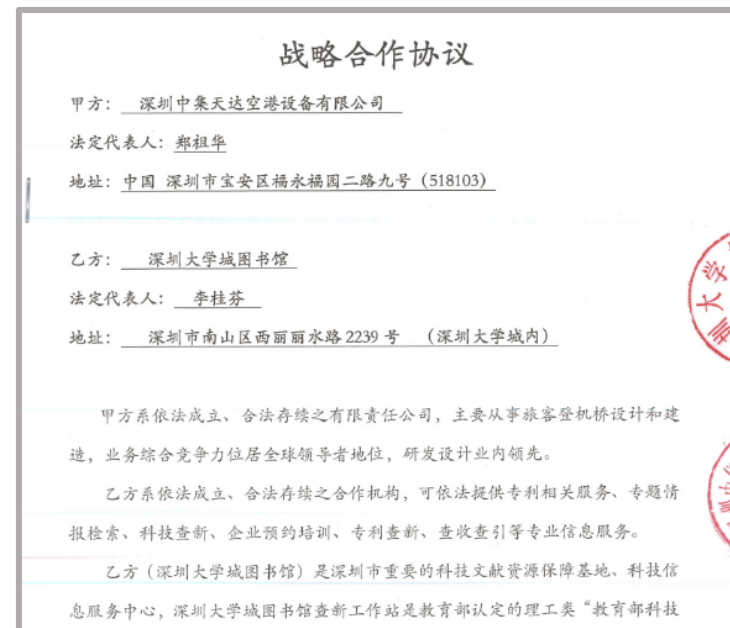 战略合作协议
甲方： 深圳中集天达空港设备有限公司
法定代表人：郑祖华
地址：中国 深圳市宝安区福永福园二路九号（518103）
乙方： 深圳大学城图书馆
法定代表人： 李桂芬
地址： 深圳市南山区西丽丽水路2239号 （深圳大学城内）
甲方系依法成立、合法存续之有限责任公司，主要从事旅客登机桥设计和建
造，业务综合竞争力位居全球领导者地位，研发设计业内领先。
乙方系依法成立、合法存续之合作机构，可依法提供专利相关服务、专题情
报检索、科技查新、企业预约培训、专利查新、查收查引等专业信息服务。
乙方（深圳大学城图书馆）是深圳市重要的科技文献资源保障基地、科技信
息服务中心，深圳大学城图书馆查新工作站是教育部认定的理工类“教育部科技
大学
圳